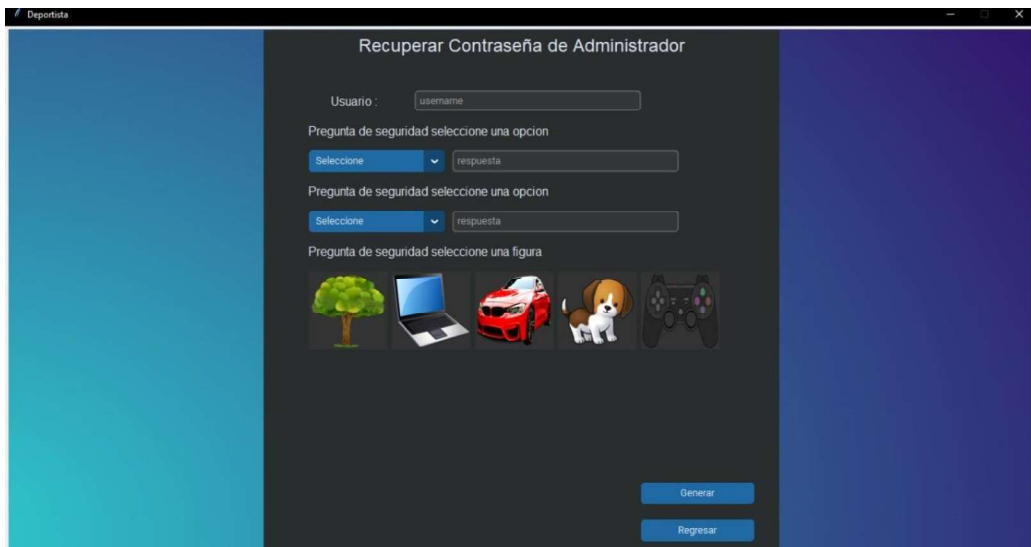 Deportista
Recuperar Contraseña de Administrador
Usuario :
username
Pregunta de seguridad seleccione una opcion
Seleccione
respuesta
Pregunta de seguridad seleccione una opcion
Seleccione
respuesta
Pregunta de seguridad seleccione una figura
Generar
Regresar